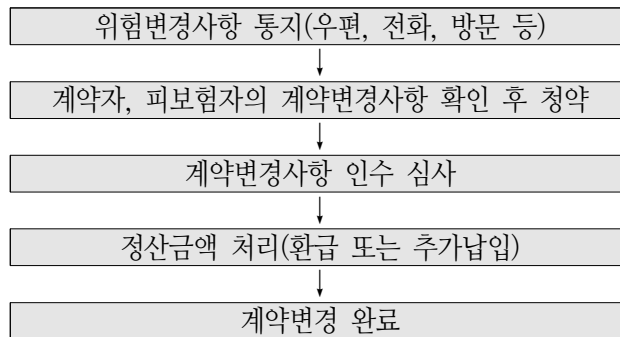 위험변경사항 통지(우편, 전화, 방문 등)
계약자, 피보험자의 계약변경사항 확인 후 청약
계약변경사항 인수 심사
정산금액 처리(환급 또는 추가납입)
계약변경 완료